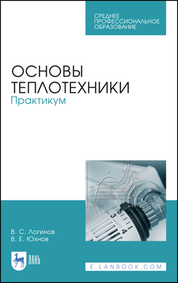 СРЕДНЕЕ
ПРОФЕССИОНАЛЬНОЕ
ОБРАЗОВАНИЕ
ОСНОВЫ
ТЕПЛОТЕХНИКИ
Практикум
В. С. Логинов
В. Е. Юхнов
ЛАНЬ
E.LANBOOK.COM